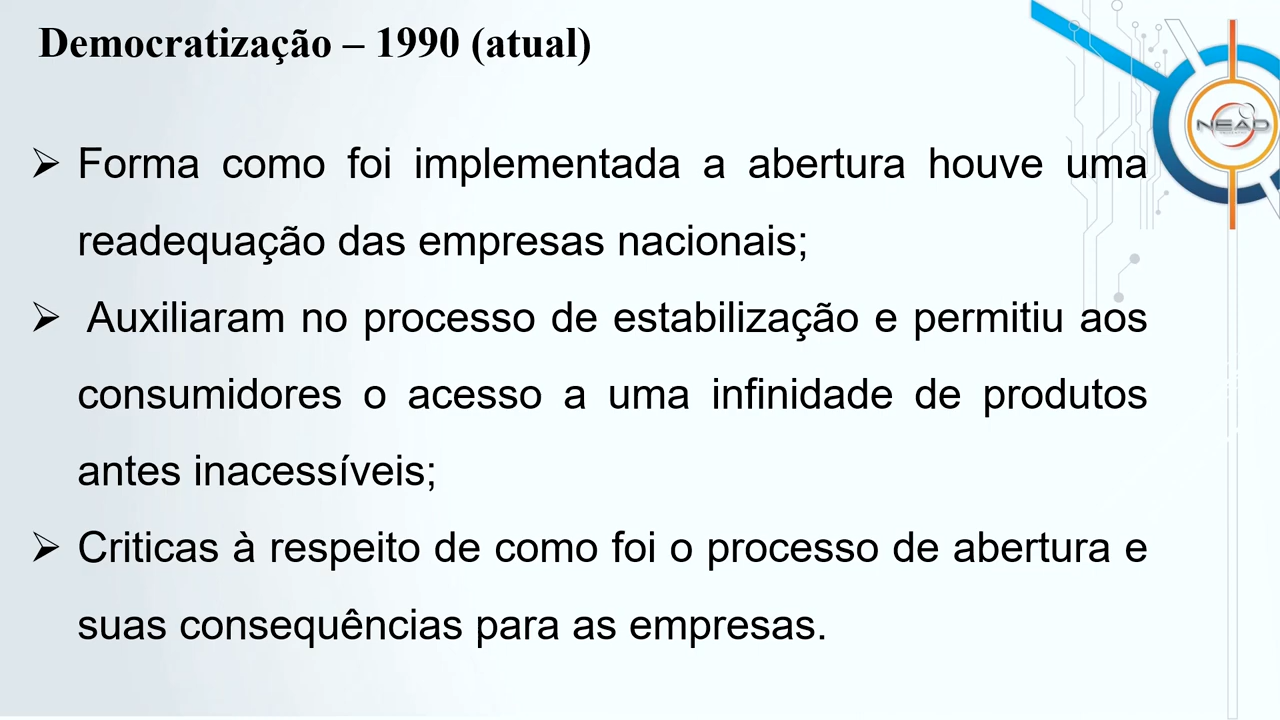 Democratização – 1990 (atual)
NEAD
➢ Forma como foi implementada a abertura houve uma
readequação das empresas nacionais;
➢ Auxiliaram no processo de estabilização e permitiu aos
consumidores o acesso a uma infinidade de produtos
antes inacessíveis;
➢ Criticas à respeito de como foi o processo de abertura e
suas consequências para as empresas.